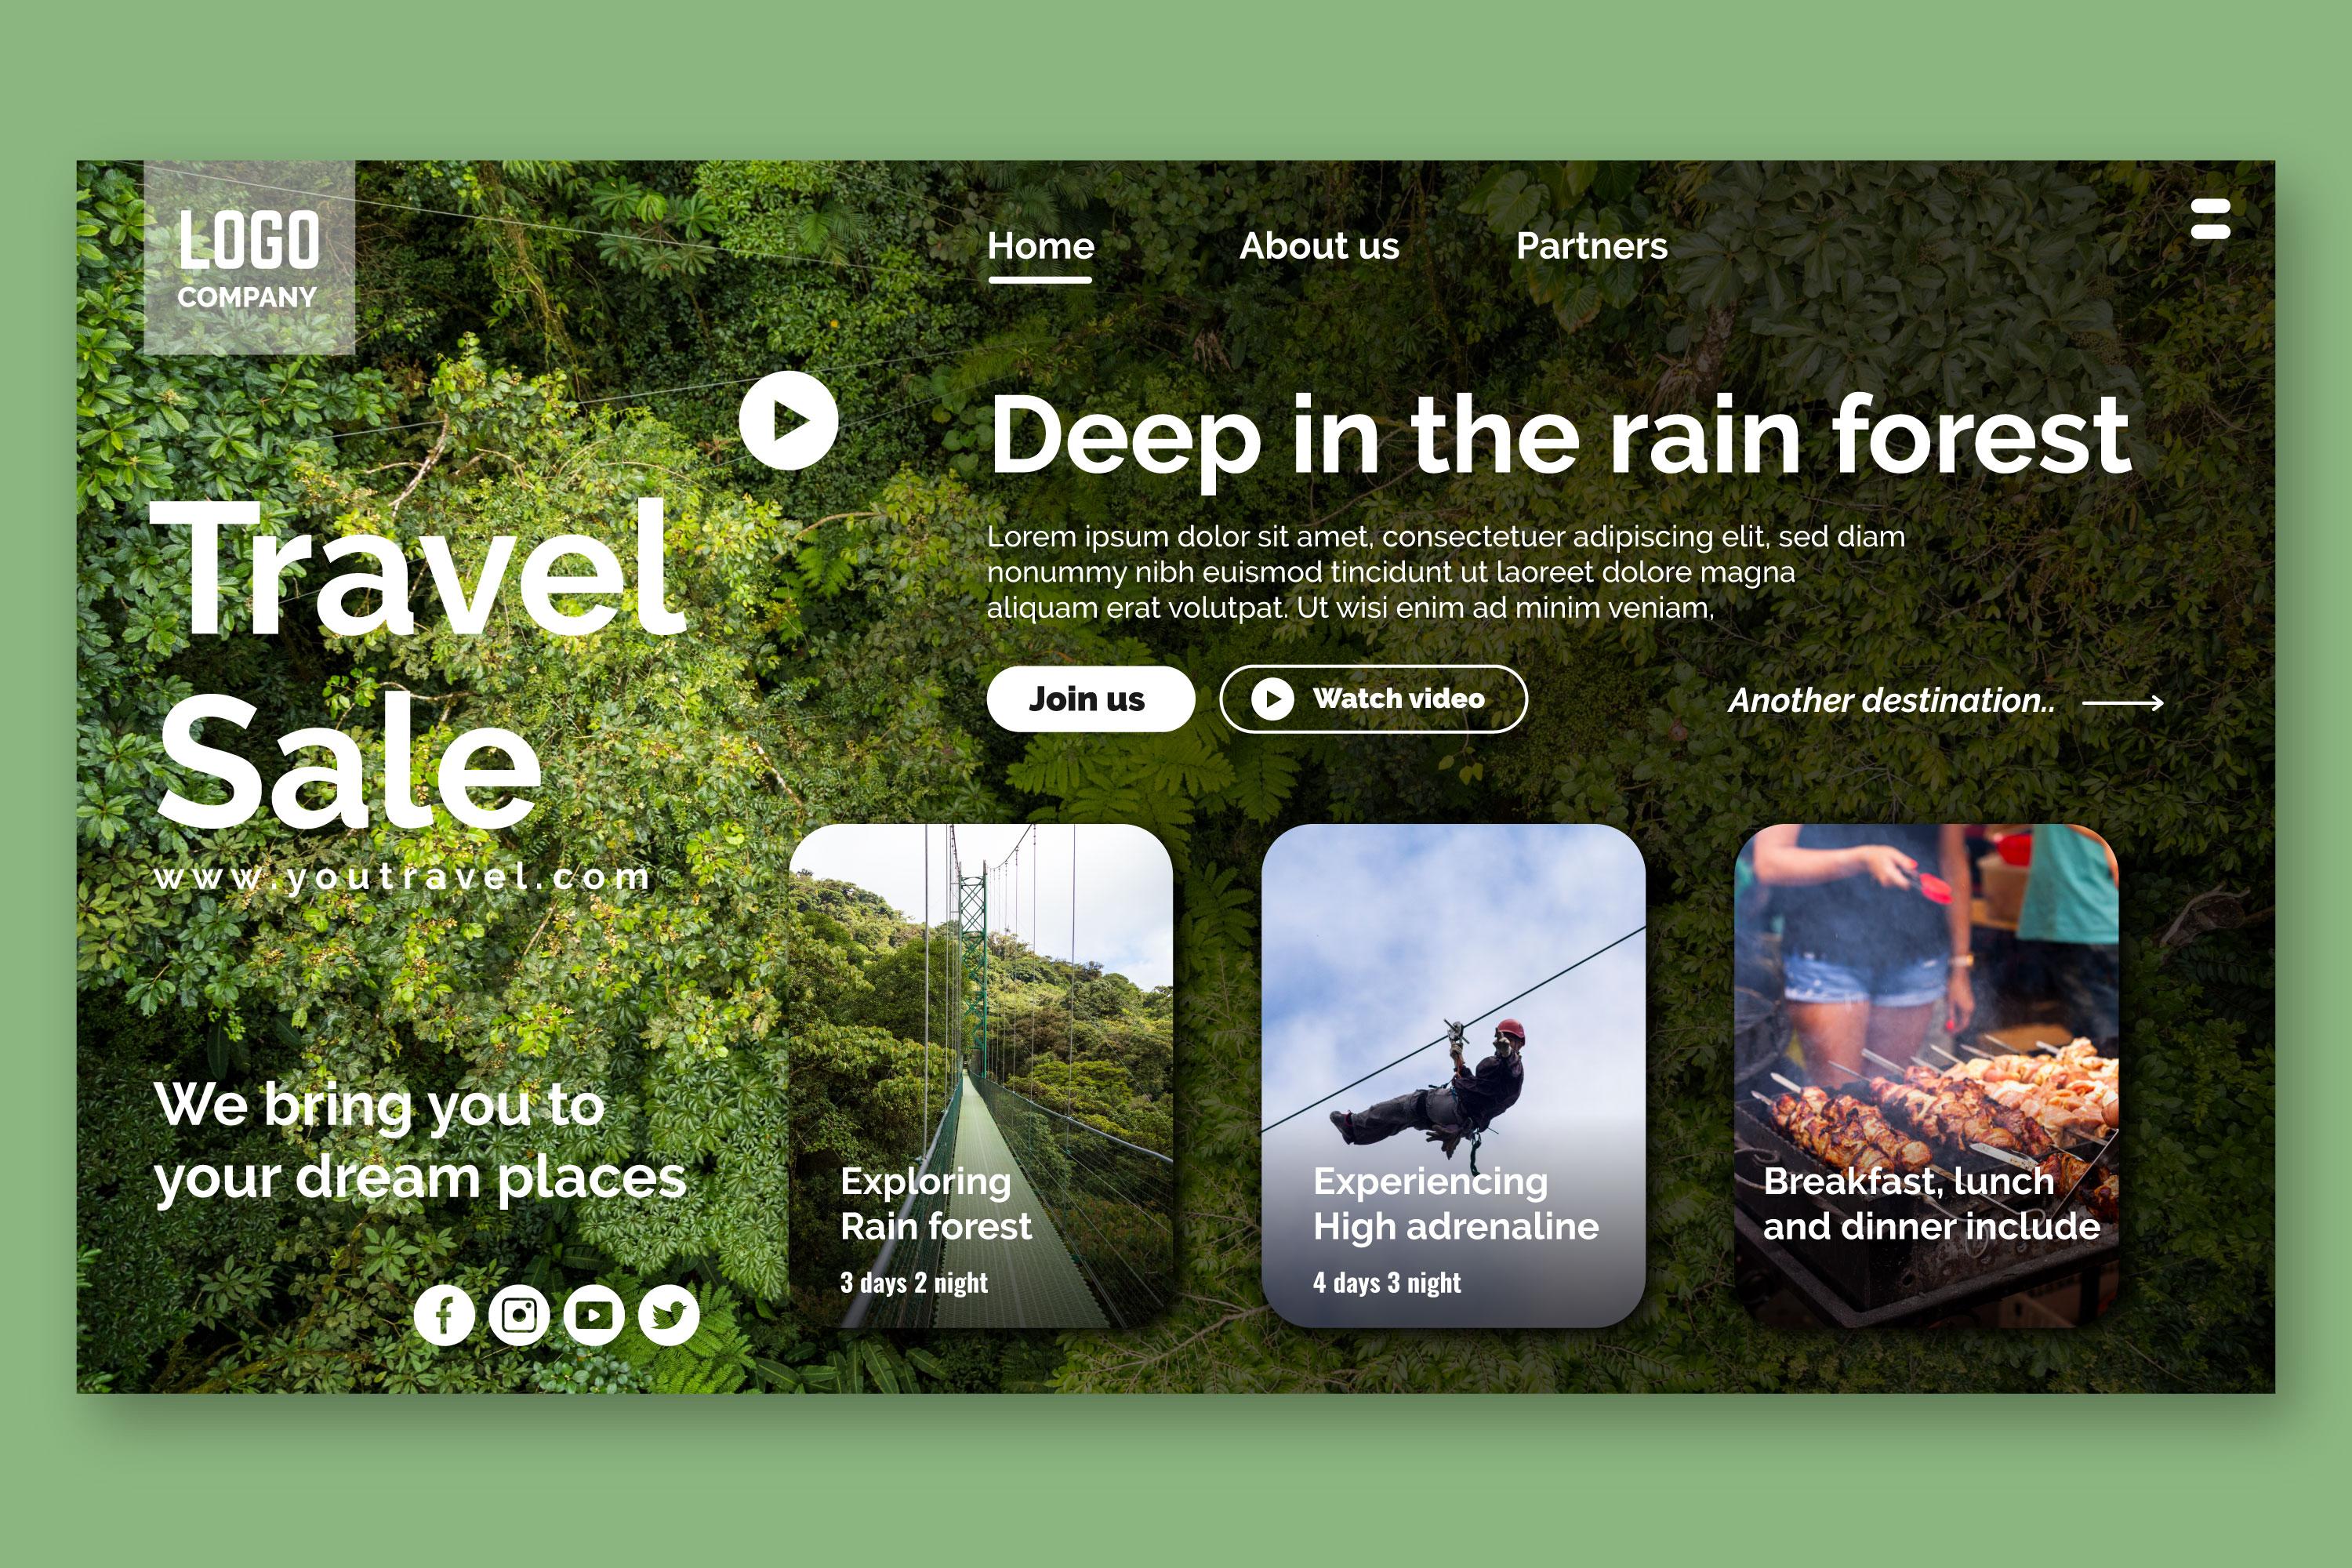 LOGO
COMPANY
Home
About us
Partners
Travel
Sale
www.youtravel.com
We bring you to
your dream places
Deep in the rain forest
Lorem ipsum dolor sit amet, consectetuer adipiscing elit, sed diam
nonummy nibh euismod tincidunt ut laoreet dolore magna
aliquam erat volutpat. Ut wisi enim ad minim veniam,
Join us
Watch video
Another destination..
Exploring
Rain forest
3 days 2 night
Experiencing
High adrenaline
4 days 3 night
Breakfast, lunch
and dinner include